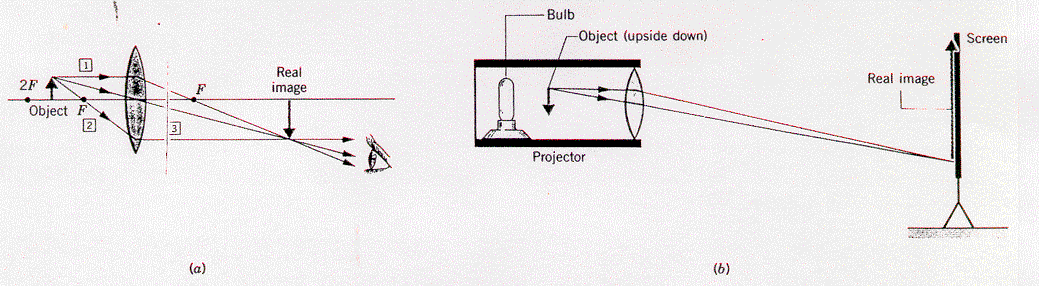 1
2F
Object
F
2
3
F
Real
image
(a)
Bulb
Object (upside down)
Projector
Real image
Screen
(b)